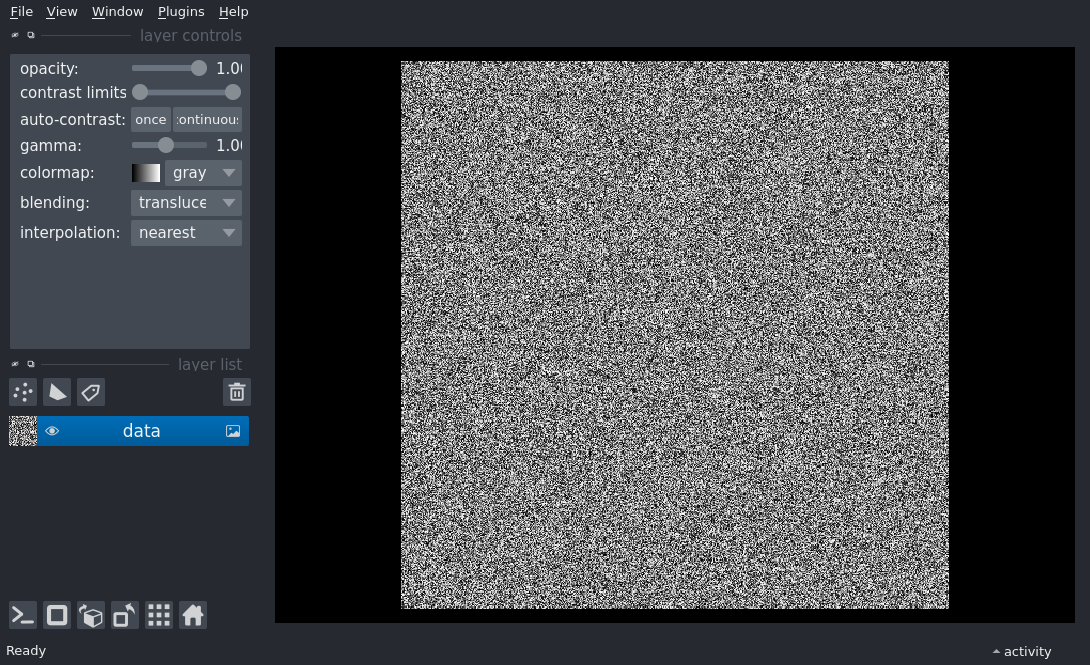 File View Window Plugins Help
layer controls
opacity: 1.0
contrast limits
auto-contrast: once continuous
gamma: 1.0
colormap: gray
blending: transluce
interpolation: nearest
layer list
data
Ready
activity